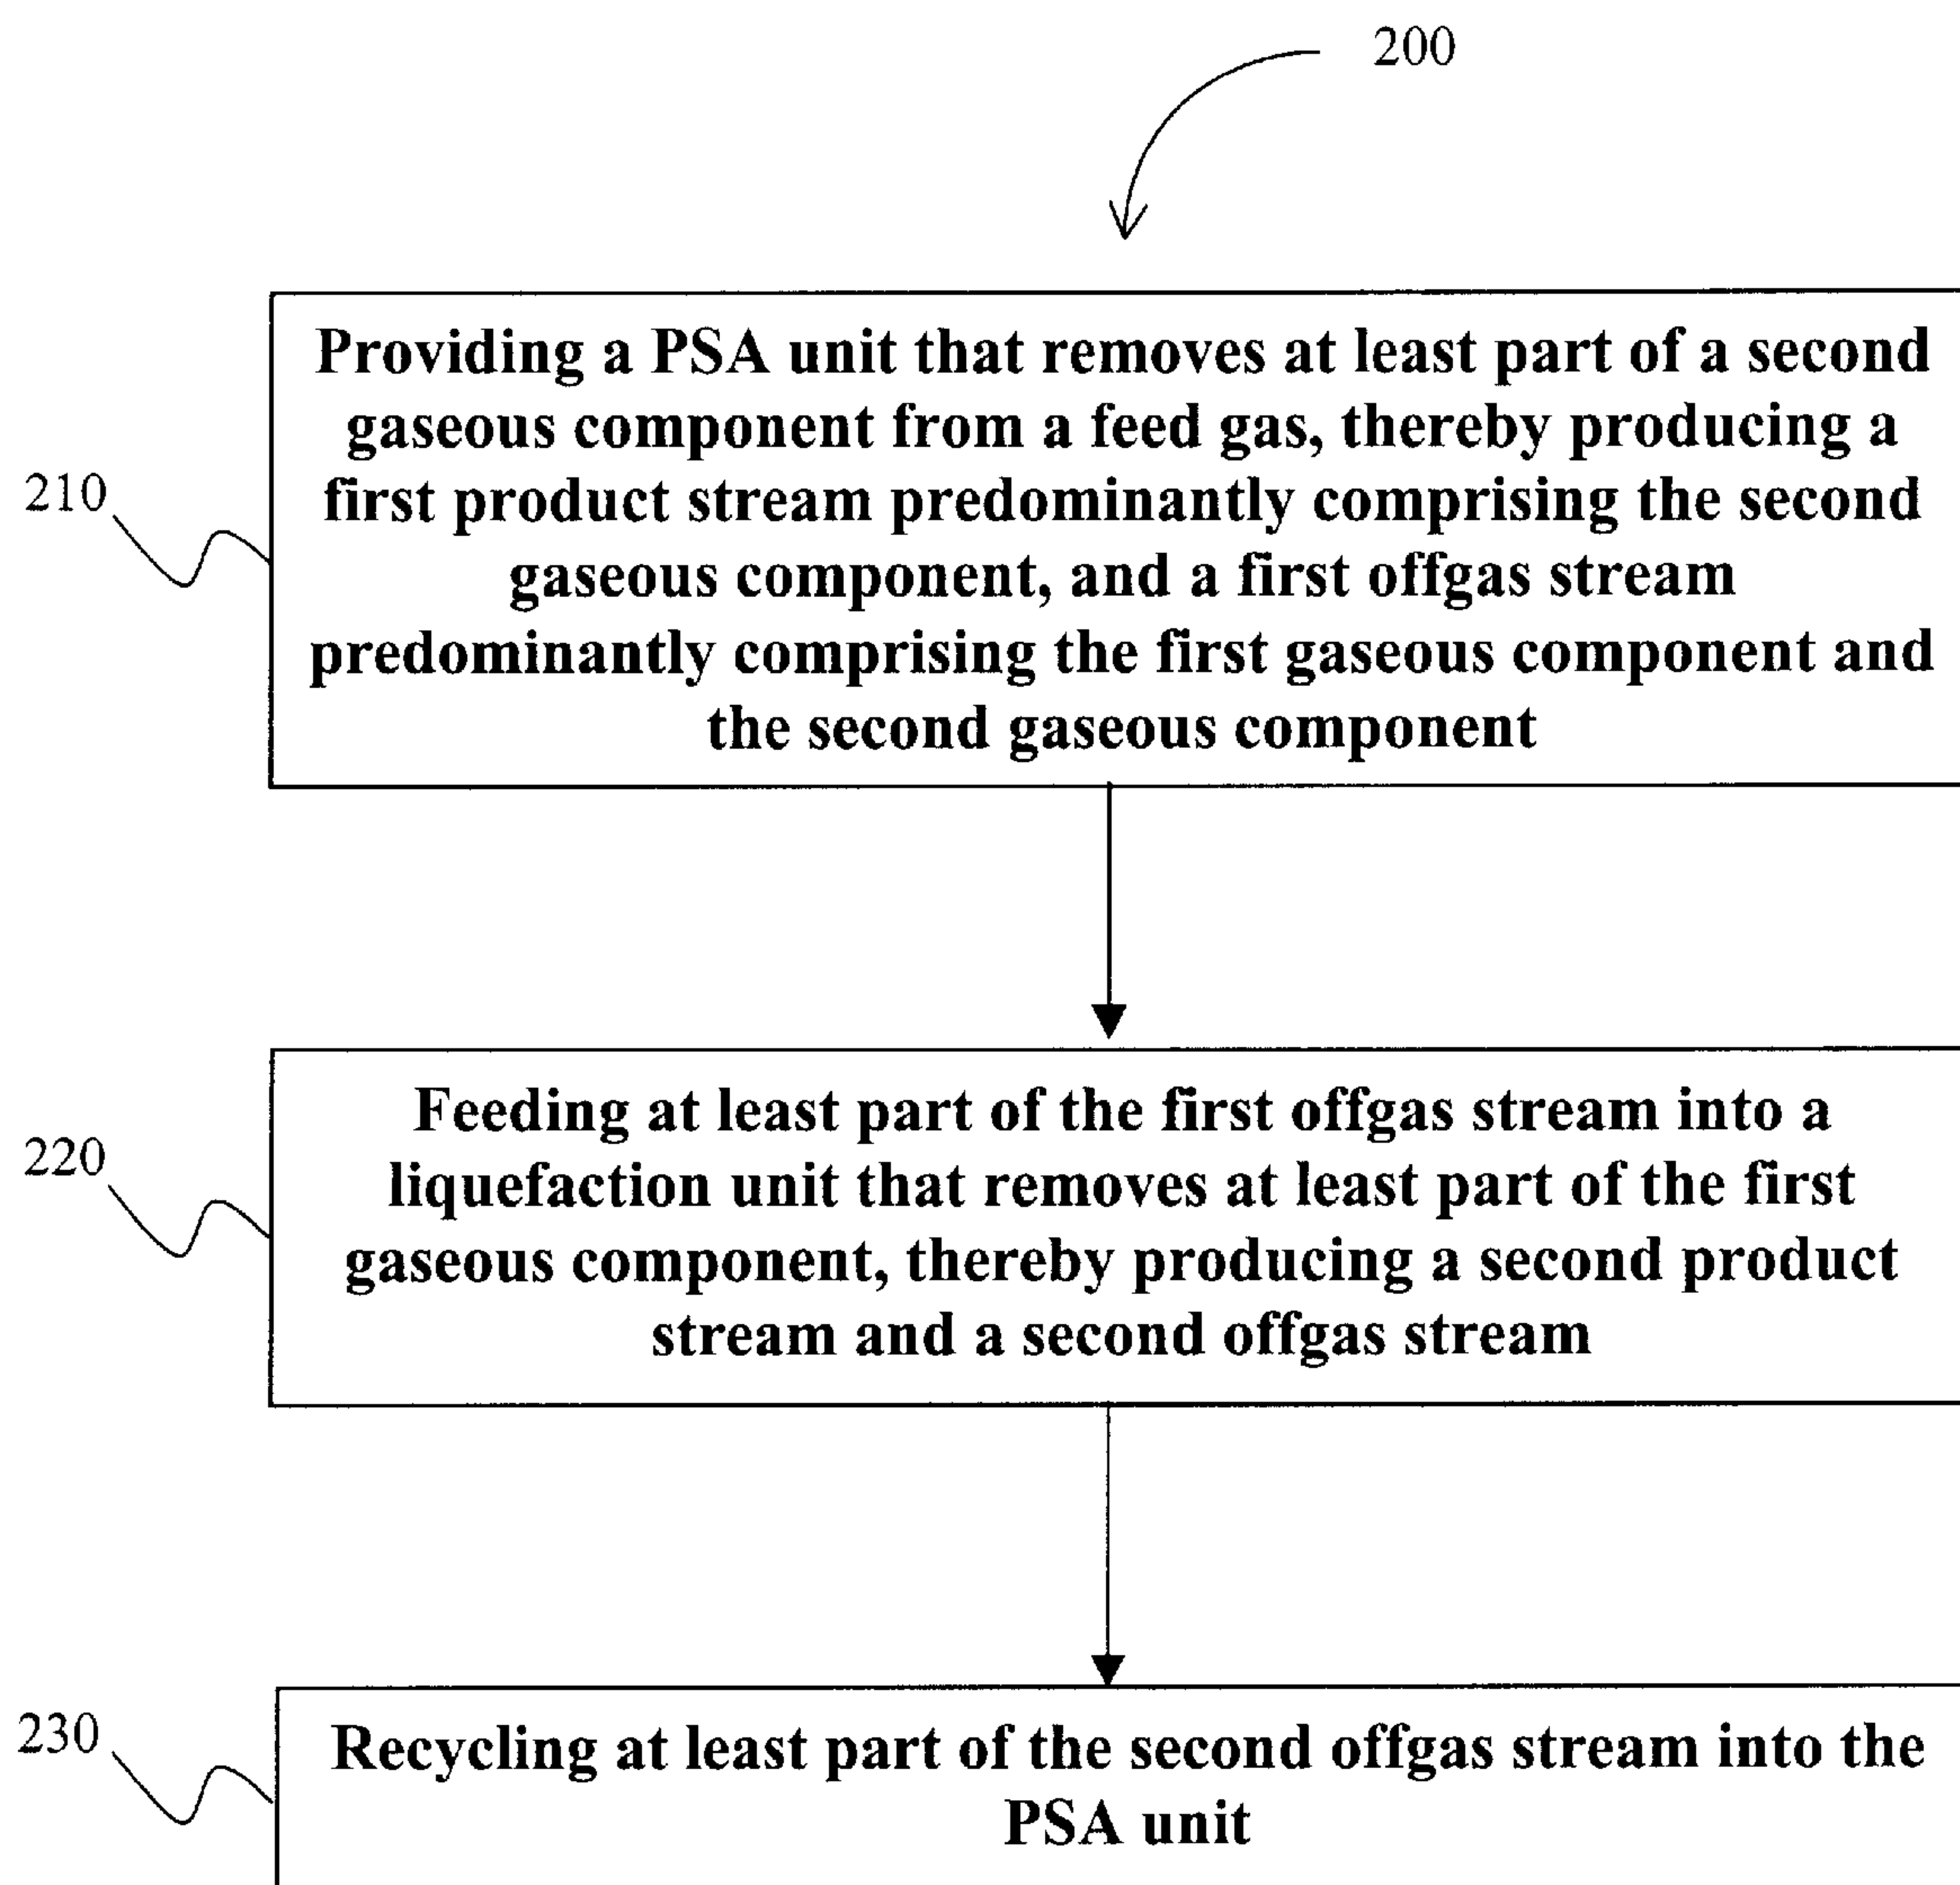 200
Providing a PSA unit that removes at least part of a second
gaseous component from a feed gas, thereby producing a
210
first product stream predominantly comprising the second
gaseous component, and a first offgas stream
predominantly comprising the first gaseous component and
the second gaseous component
Feeding at least part of the first offgas stream into a
220
liquefaction unit that removes at least part of the first
gaseous component, thereby producing a second product
stream and a second offgas stream
230
Recycling at least part of the second offgas stream into the
PSA unit